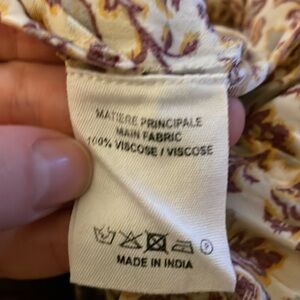 MATIERE PRINCIPALE
MAIN FABRIC
100% VISCOSE / VISCOSE
MADE IN INDIA